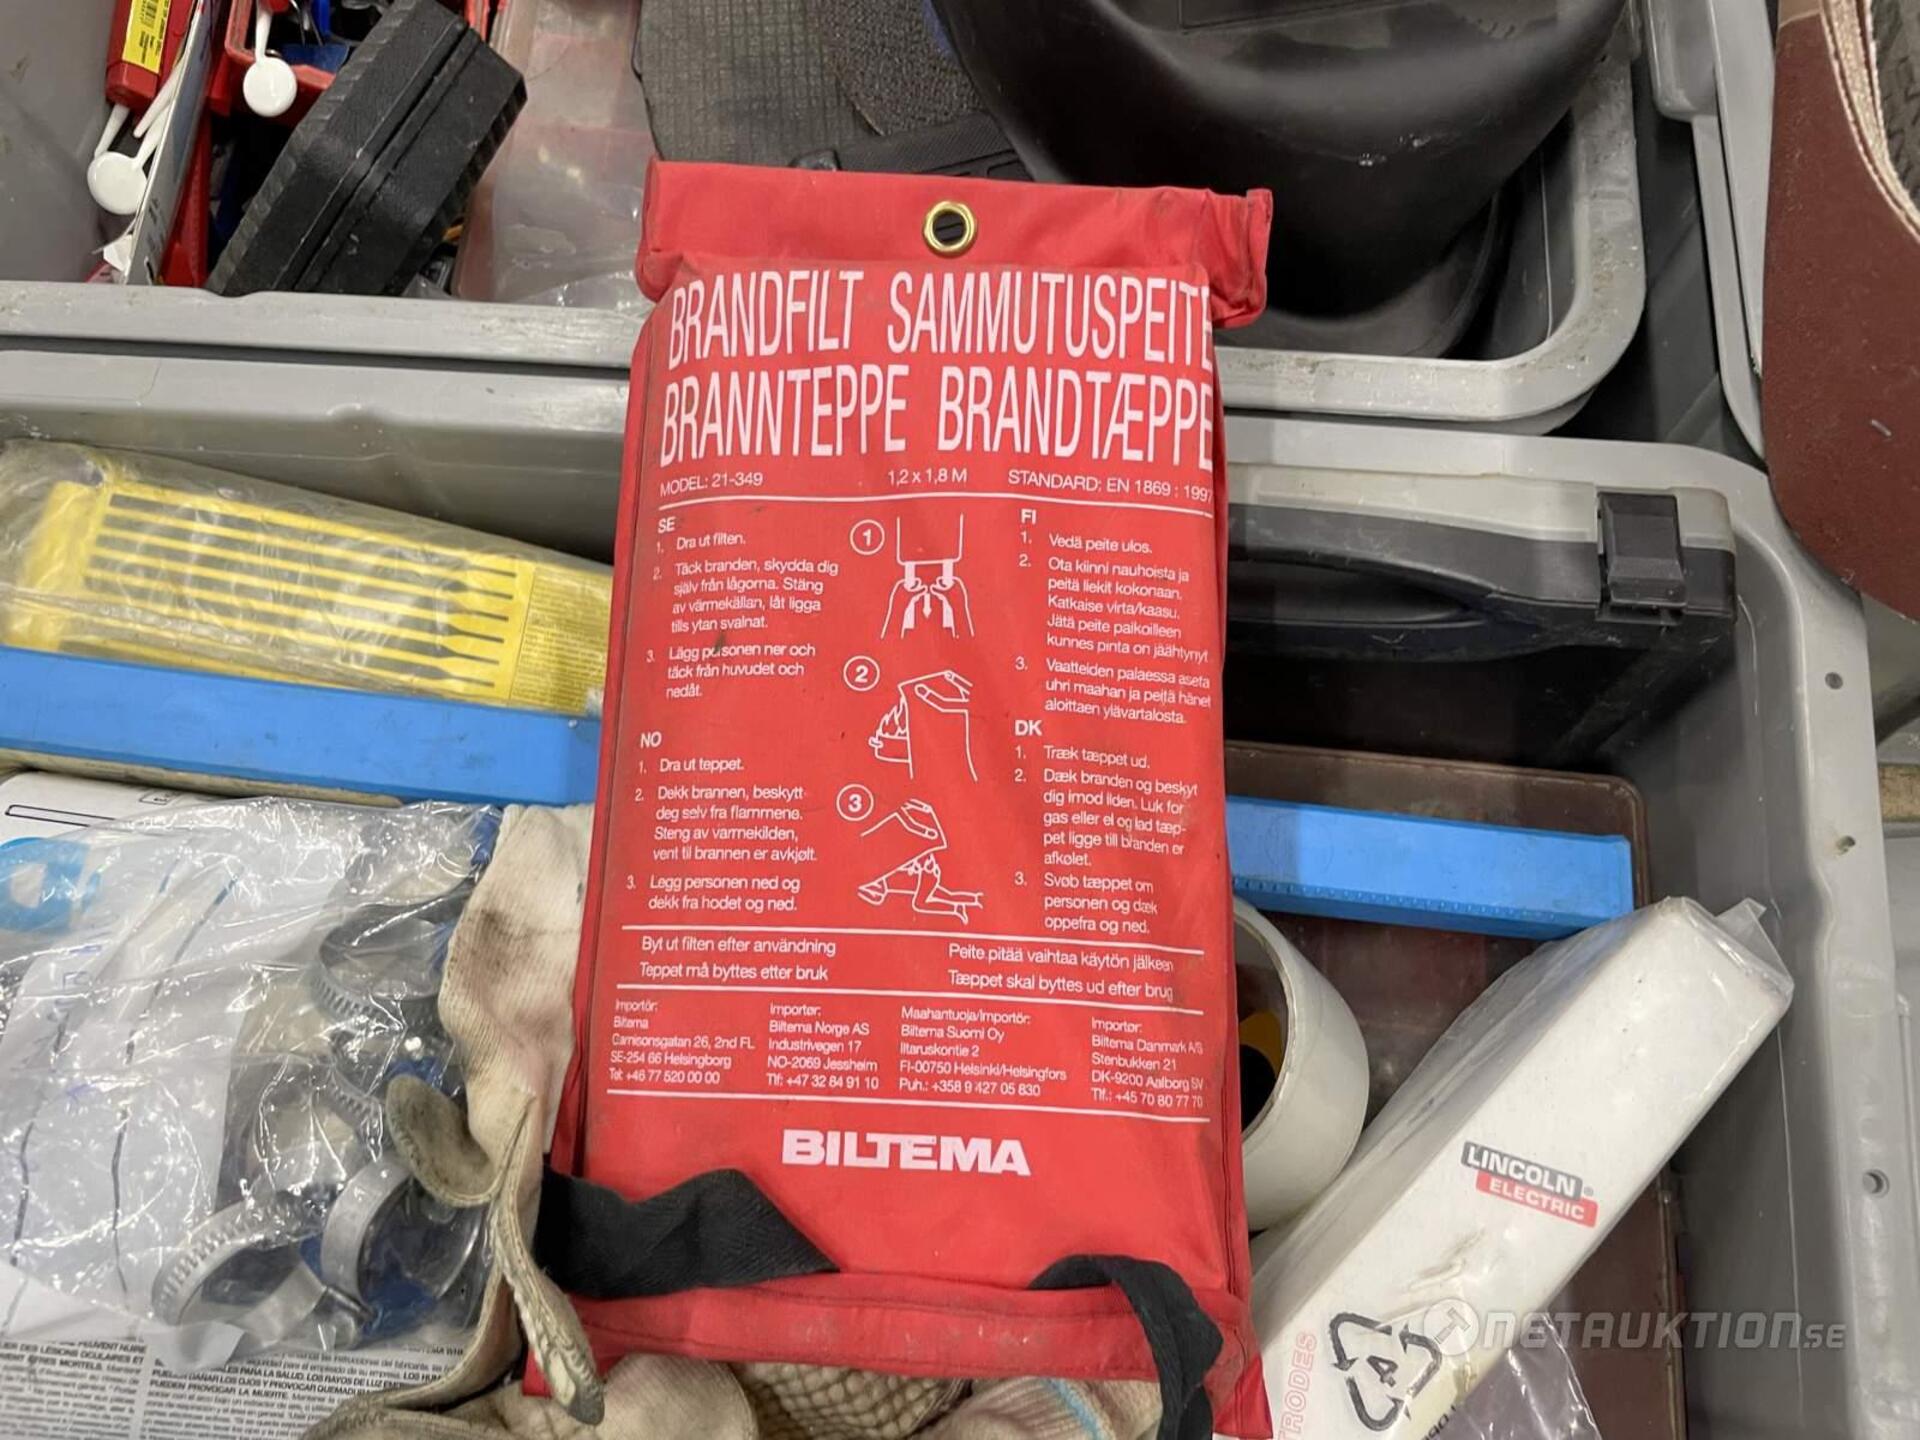 BRANDFILT SAMMUTUSPEITE
BRANNTEPPE BRANDTÆPPE
MODEL: 21-349 1,2 x 1,8 M STANDARD: EN 1869 : 1997
SE
1. Dra ut filten.
2. Täck branden, skydda dig
själv från lågorna. Stäng
av värmekällan, låt ligga
tills ytan svalnat.
3. Lägg personen ner och
täck från huvudet och
nedåt.
NO
1. Dra ut teppet.
2. Dekk brannen, beskytt
deg selv fra flammene.
Steng av varmekilden,
vent til brannen er avkjølt.
3. Legg personen ned og
dekk fra hodet og ned.
1
2
3
FI
1. Vedä peite ulos.
2. Ota kiinni nauhoista ja
peitä liekit kokonaan.
Katkaise virta/kaasu.
Jätä peite paikoilleen
kunnes pinta on jäähtynyt
3. Vaatteiden palaessa aseta
uhri maahan ja peitä hänet
aloittaen ylävartalosta.
DK
1. Træk tæppet ud.
2. Dæk branden og beskyt
dig imod ilden. Luk for
gas eller el og lad tæp-
pet ligge till branden er
afkølet.
3. Svøb tæppet om
personen og dæk
oppefra og ned.
Byt ut filten efter användning
Teppet må byttes etter bruk
Peite pitää vaihtaa käytön jälkeen
Tæppet skal byttes ud efter brug
Importör:
Biltema
Garnisonsgatan 26, 2nd FL
SE-254 66 Helsingborg
Tel: +46 77 520 00 00
Importør:
Biltema Norge AS
Industrivegen 17
NO-2069 Jessheim
Tlf: +47 32 84 91 10
Maahantuoja/Importör:
Biltema Suomi Oy
Iltaruskontie 2
FI-00750 Helsinki/Helsingfors
Puh.: +358 9 427 05 830
Importør:
Biltema Danmark A/S
Stenbukken 21
DK-9200 Aalborg SV
Tlf.: +45 70 80 77 70
BILTEMA
LINCOLN ®
ELECTRIC
TRODES
4
NETAUKTION.SE